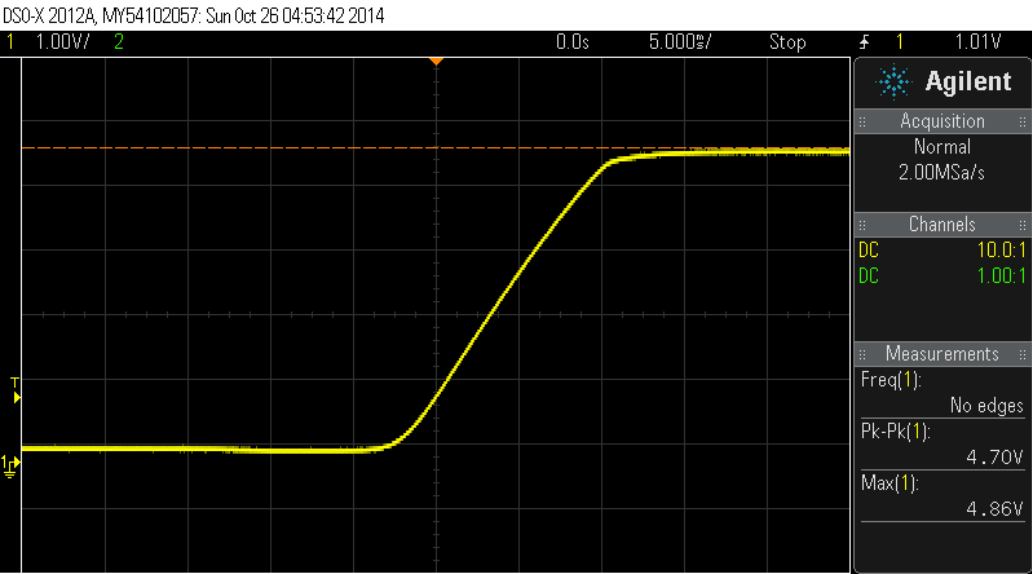 DSO-X 2012A, MY54102057: Sun Oct 26 04:53:42 2014
1 1.00V/ 2 0.0s 5.000ms/ Stop 1 1.01V
Agilent
Acquisition
Normal
2.00MSa/s
Channels
DC 10.0:1
DC 1.00:1
Measurements
Freq(1):
No edges
Pk-Pk(1):
4.70V
Max(1):
4.86V
T
1